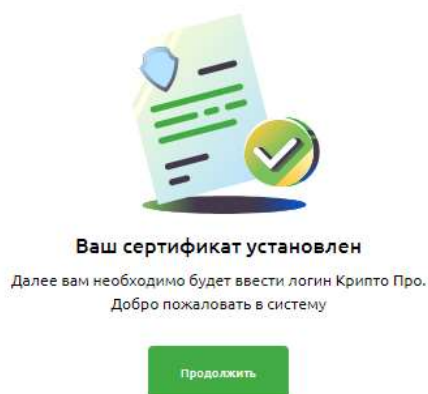 Ваш сертификат установлен
Далее вам необходимо будет ввести логин Крипто Про.
Добро пожаловать в систему
Продолжить